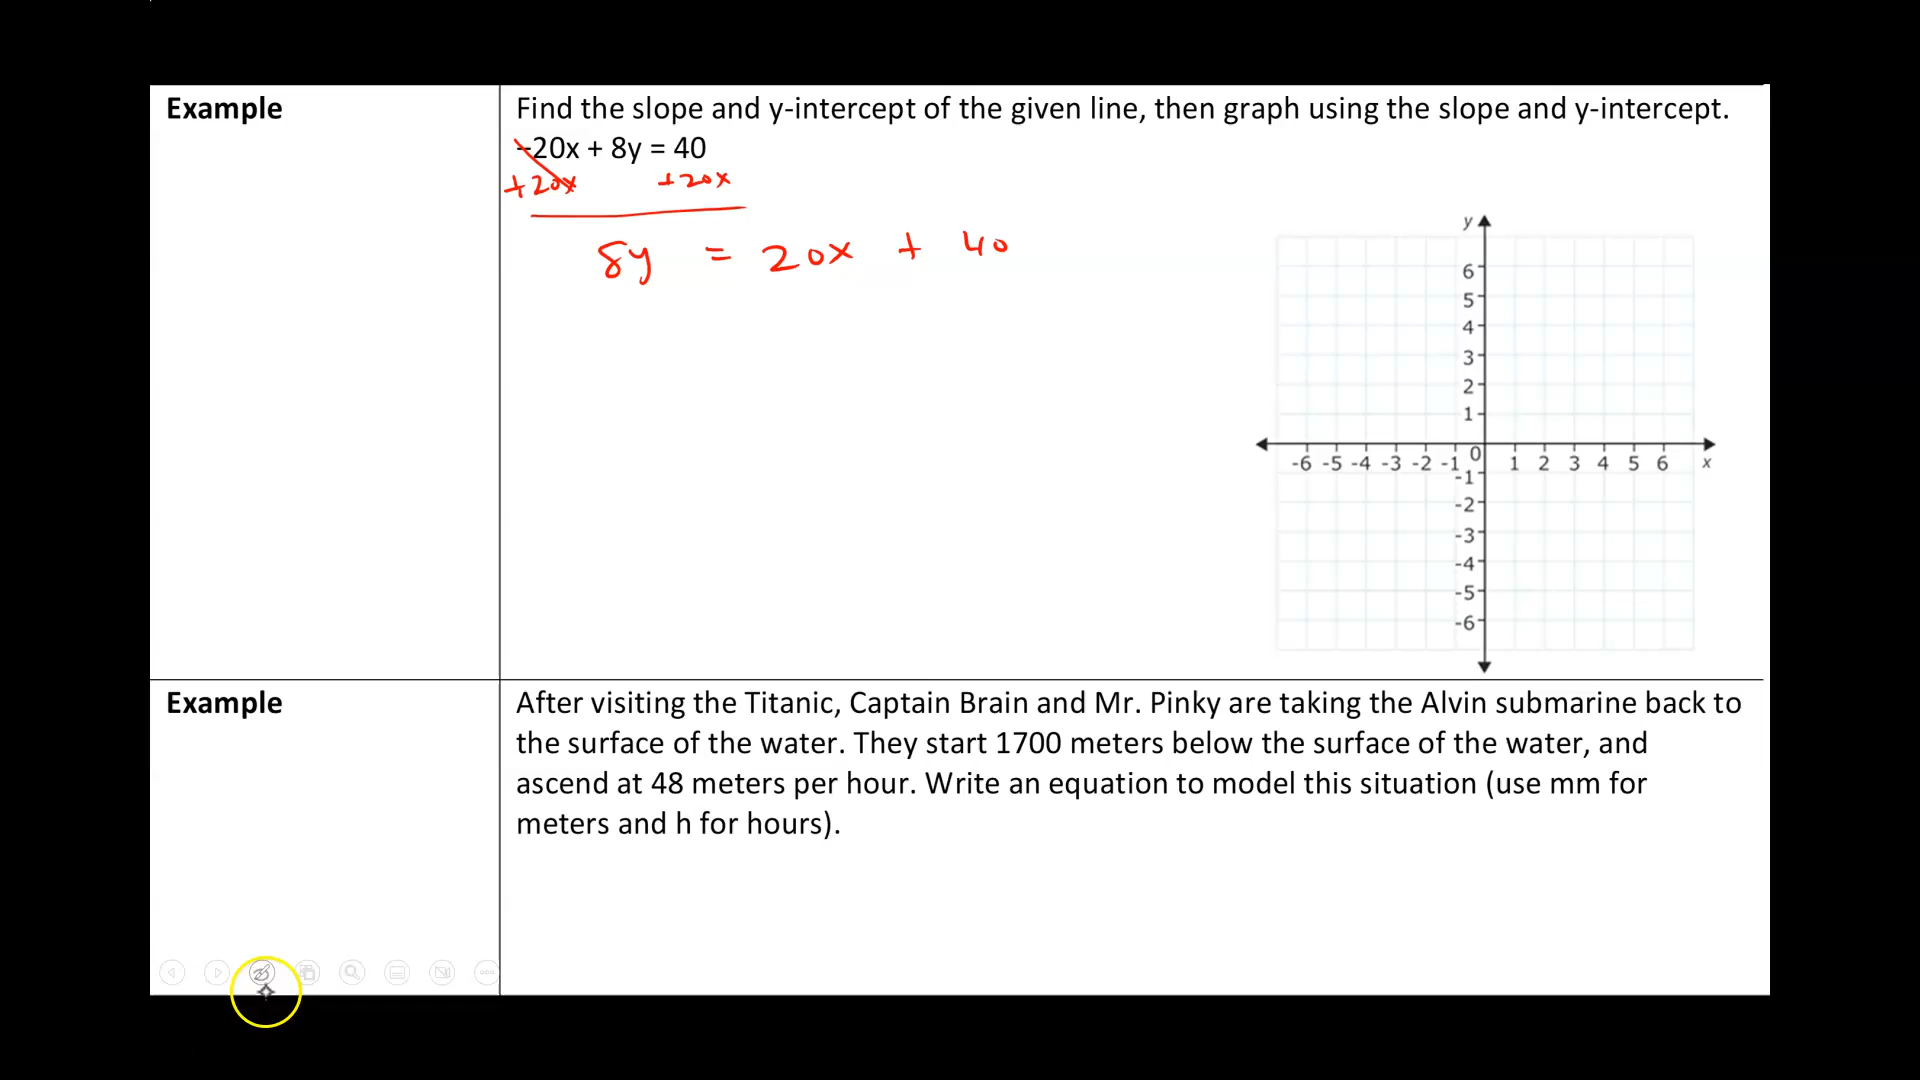 Example
Find the slope and y-intercept of the given line, then graph using the slope and y-intercept.
-20x + 8y = 40
+20x +20x
8y = 20x + 40
y
6
5
4
3
2
1
-6 -5 -4 -3 -2 -1 0 1 2 3 4 5 6 x
-1
-2
-3
-4
-5
-6
Example
After visiting the Titanic, Captain Brain and Mr. Pinky are taking the Alvin submarine back to
the surface of the water. They start 1700 meters below the surface of the water, and
ascend at 48 meters per hour. Write an equation to model this situation (use mm for
meters and h for hours).